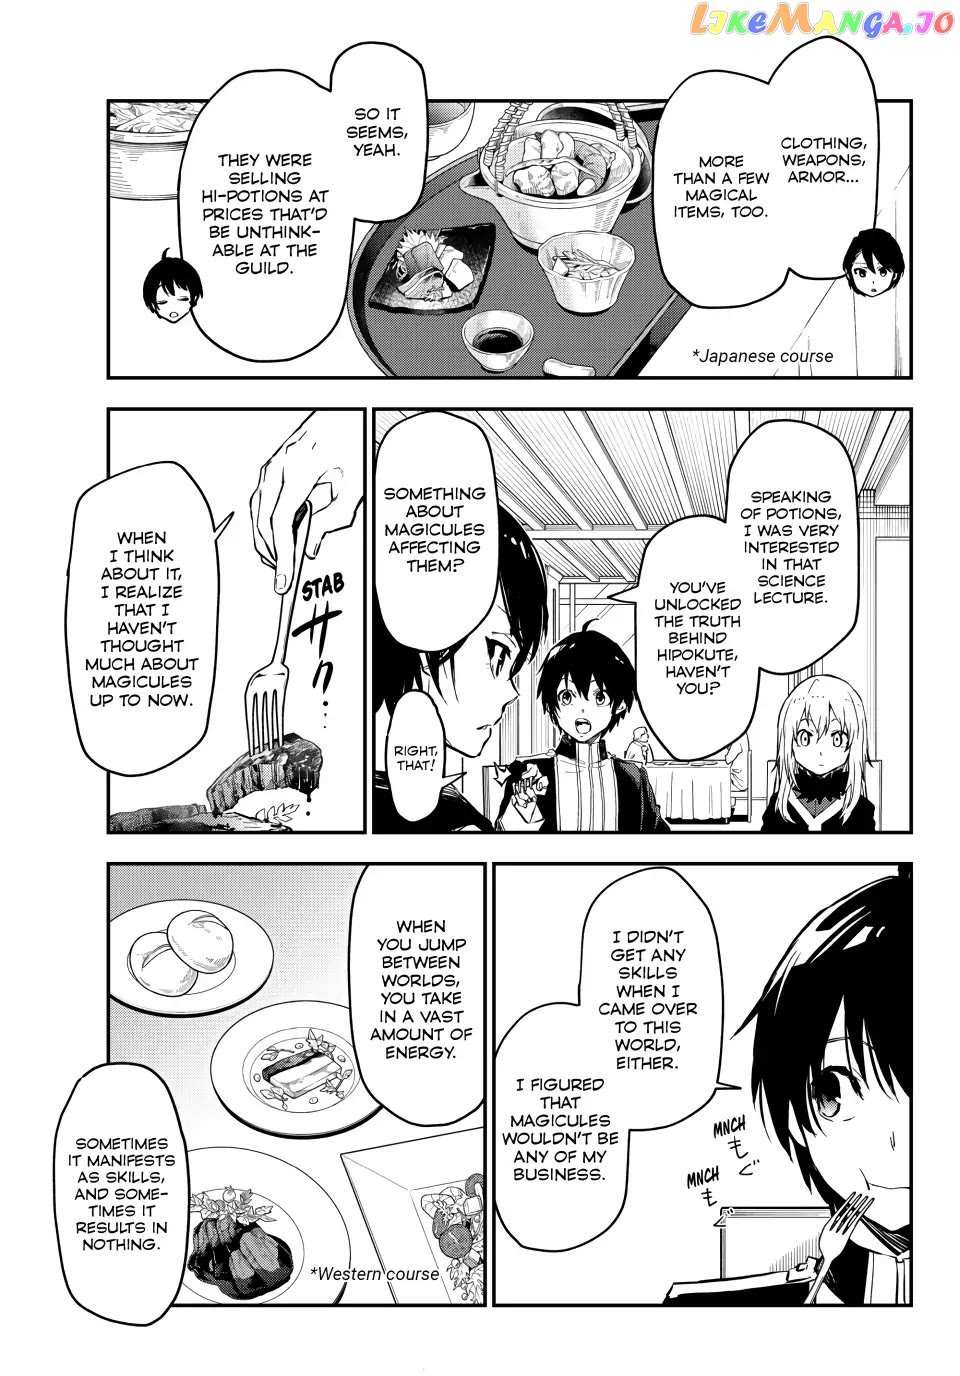 LIKEMANGA.IO
CLOTHING,
WEAPONS,
ARMOR...
MORE
THAN A FEW
MAGICAL
ITEMS, TOO.
*Japanese course
SO IT
SEEMS,
YEAH.
THEY WERE
SELLING
HI-POTIONS AT
PRICES THAT'D
BE UNTHINK-
ABLE AT THE
GUILD.
SPEAKING
OF POTIONS,
I WAS VERY
INTERESTED
IN THAT
SCIENCE
LECTURE.
YOU'VE
UNLOCKED
THE TRUTH
BEHIND
HIPOKUTE,
HAVEN'T
YOU?
SOMETHING
ABOUT
MAGICULES
AFFECTING
THEM?
RIGHT,
THAT!
WHEN
I THINK
ABOUT IT,
I REALIZE
THAT I
HAVEN'T
THOUGHT
MUCH ABOUT
MAGICULES
UP TO NOW.
STAB
I DIDN'T
GET ANY
SKILLS
WHEN I
CAME OVER
TO THIS
WORLD,
EITHER.
I FIGURED
THAT
MAGICULES
WOULDN'T BE
ANY OF MY
BUSINESS.
MNCH
もぐ
MNCH
も
WHEN
YOU JUMP
BETWEEN
WORLDS,
YOU TAKE
IN A VAST
AMOUNT OF
ENERGY.
SOMETIMES
IT MANIFESTS
AS SKILLS,
AND SOME-
TIMES IT
RESULTS IN
NOTHING.
*Western course